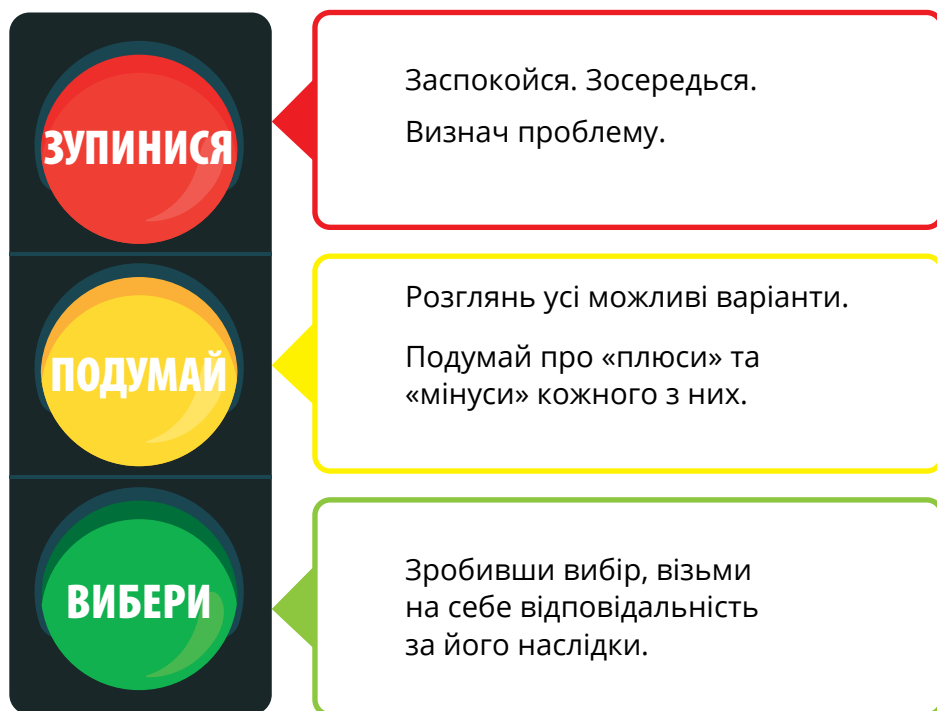 ЗУПИНИСЯ
Заспокойся. Зосередься.
Визнач проблему.
ПОДУМАЙ
Розглянь усі можливі варіанти.
Подумай про «плюси» та
«мінуси» кожного з них.
ВИБЕРИ
Зробивши вибір, візьми
на себе відповідальність
за його наслідки.